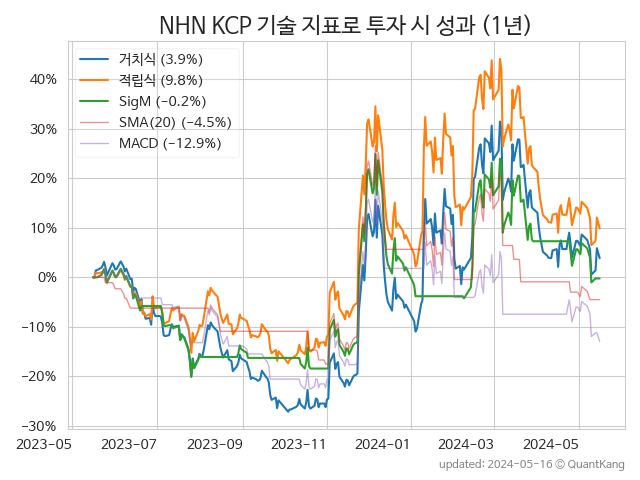 NHN KCP 기술 지표로 투자 시 성과 (1년)
거치식 (3.9%)
적립식 (9.8%)
SigM (−0.2%)
SMA(20) (−4.5%)
MACD (−12.9%)
40%
30%
20%
10%
0%
−10%
−20%
−30%
2023−05 2023−07 2023−09 2023−11 2024−01 2024−03 2024−05
updated: 2024−05−16 © QuantKang